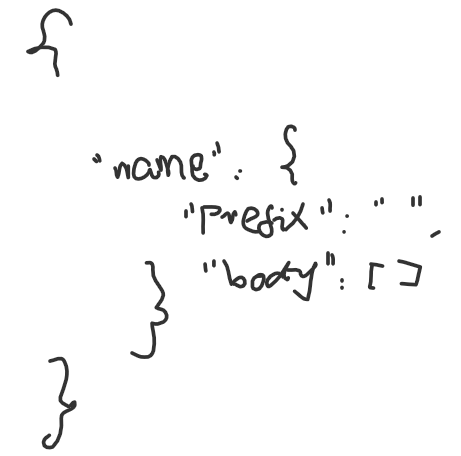 {
"name": {
"prefix": " ",
"body": []
}
}